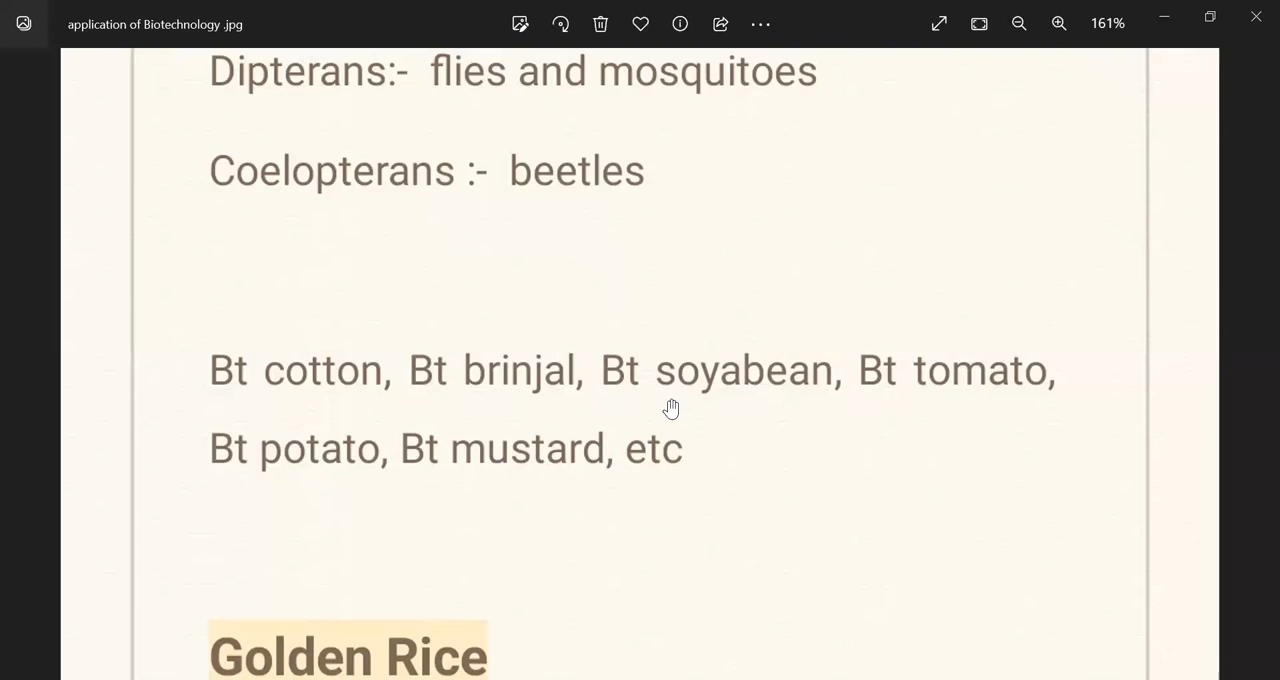 application of Biotechnology .jpg
161%
Dipterans:- flies and mosquitoes
Coelopterans :- beetles
Bt cotton, Bt brinjal, Bt soyabean, Bt tomato,
Bt potato, Bt mustard, etc
Golden Rice